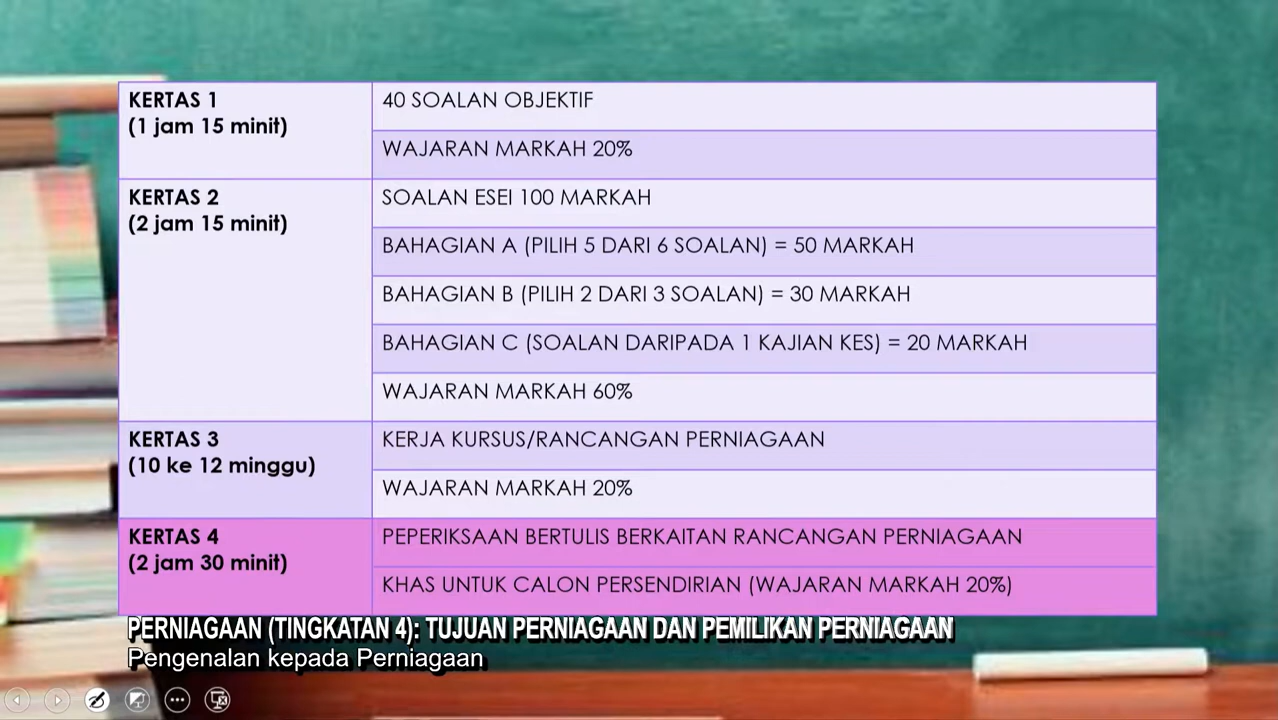 KERTAS 1
(1 jam 15 minit)
40 SOALAN OBJEKTIF
WAJARAN MARKAH 20%
KERTAS 2
(2 jam 15 minit)
SOALAN ESEI 100 MARKAH
BAHAGIAN A (PILIH 5 DARI 6 SOALAN) = 50 MARKAH
BAHAGIAN B (PILIH 2 DARI 3 SOALAN) = 30 MARKAH
BAHAGIAN C (SOALAN DARIPADA 1 KAJIAN KES) = 20 MARKAH
WAJARAN MARKAH 60%
KERTAS 3
(10 ke 12 minggu)
KERJA KURSUS/RANCANGAN PERNIAGAAN
WAJARAN MARKAH 20%
KERTAS 4
(2 jam 30 minit)
PEPERIKSAAN BERTULIS BERKAITAN RANCANGAN PERNIAGAAN
KHAS UNTUK CALON PERSENDIRIAN (WAJARAN MARKAH 20%)
PERNIAGAAN (TINGKATAN 4): TUJUAN PERNIAGAAN DAN PEMILIKAN PERNIAGAAN
Pengenalan kepada Perniagaan